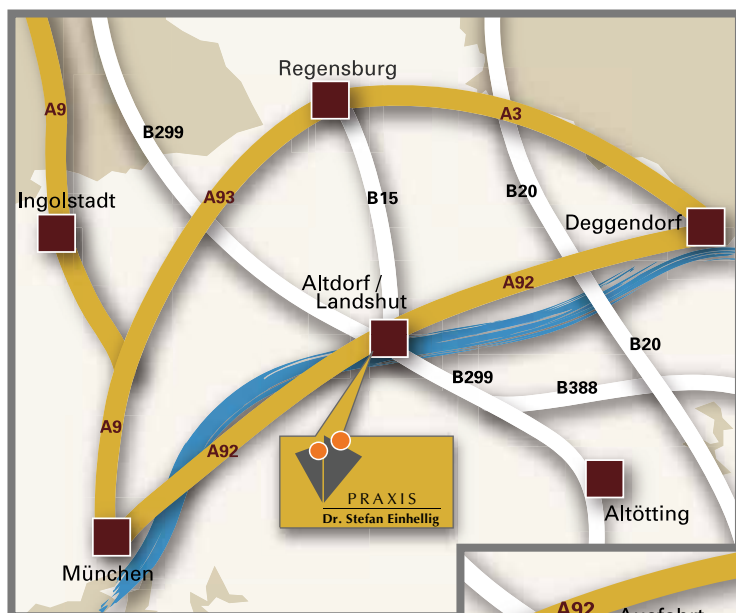 Regensburg
A9
A3
B299
A93
B15
B20
Ingolstadt
Deggendorf
Altdorf /
Landshut
A92
B20
B299
B388
A9
A92
PRAXIS
Dr. Stefan Einhellig
Altötting
München
A92 Ausfahrt